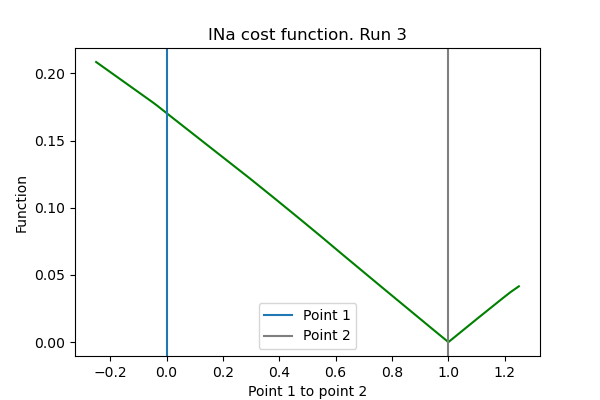 INa cost function. Run 3
Function
0.20
0.15
0.10
0.05
0.00
Point 1
Point 2
−0.2 0.0 0.2 0.4 0.6 0.8 1.0 1.2
Point 1 to point 2